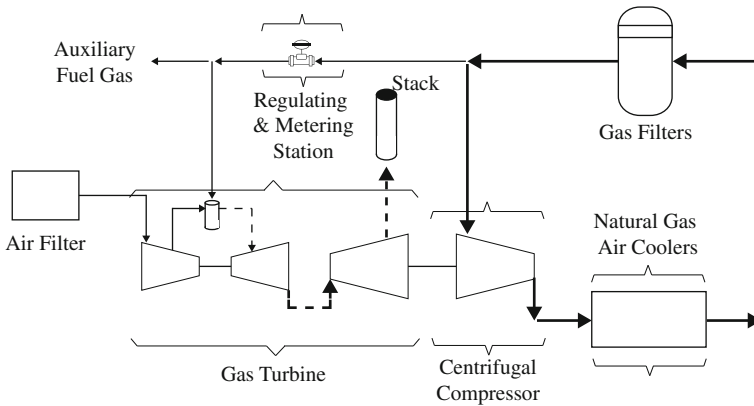 Auxiliary
Fuel Gas
Regulating
& Metering
Station
Stack
Gas Filters
Air Filter
Natural Gas
Air Coolers
Gas Turbine
Centrifugal
Compressor